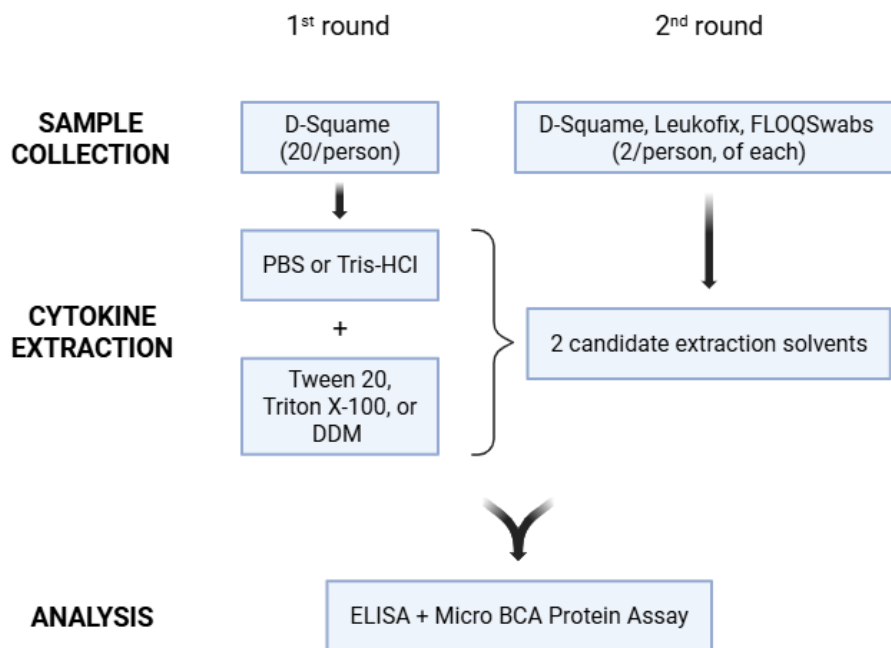 1st round
2nd round
SAMPLE
COLLECTION
D-Squame
(20/person)
D-Squame, Leukofix, FLOQSwabs
(2/person, of each)
CYTOKINE
EXTRACTION
PBS or Tris-HCl
+
Tween 20,
Triton X-100, or
DDM
2 candidate extraction solvents
ANALYSIS
ELISA + Micro BCA Protein Assay